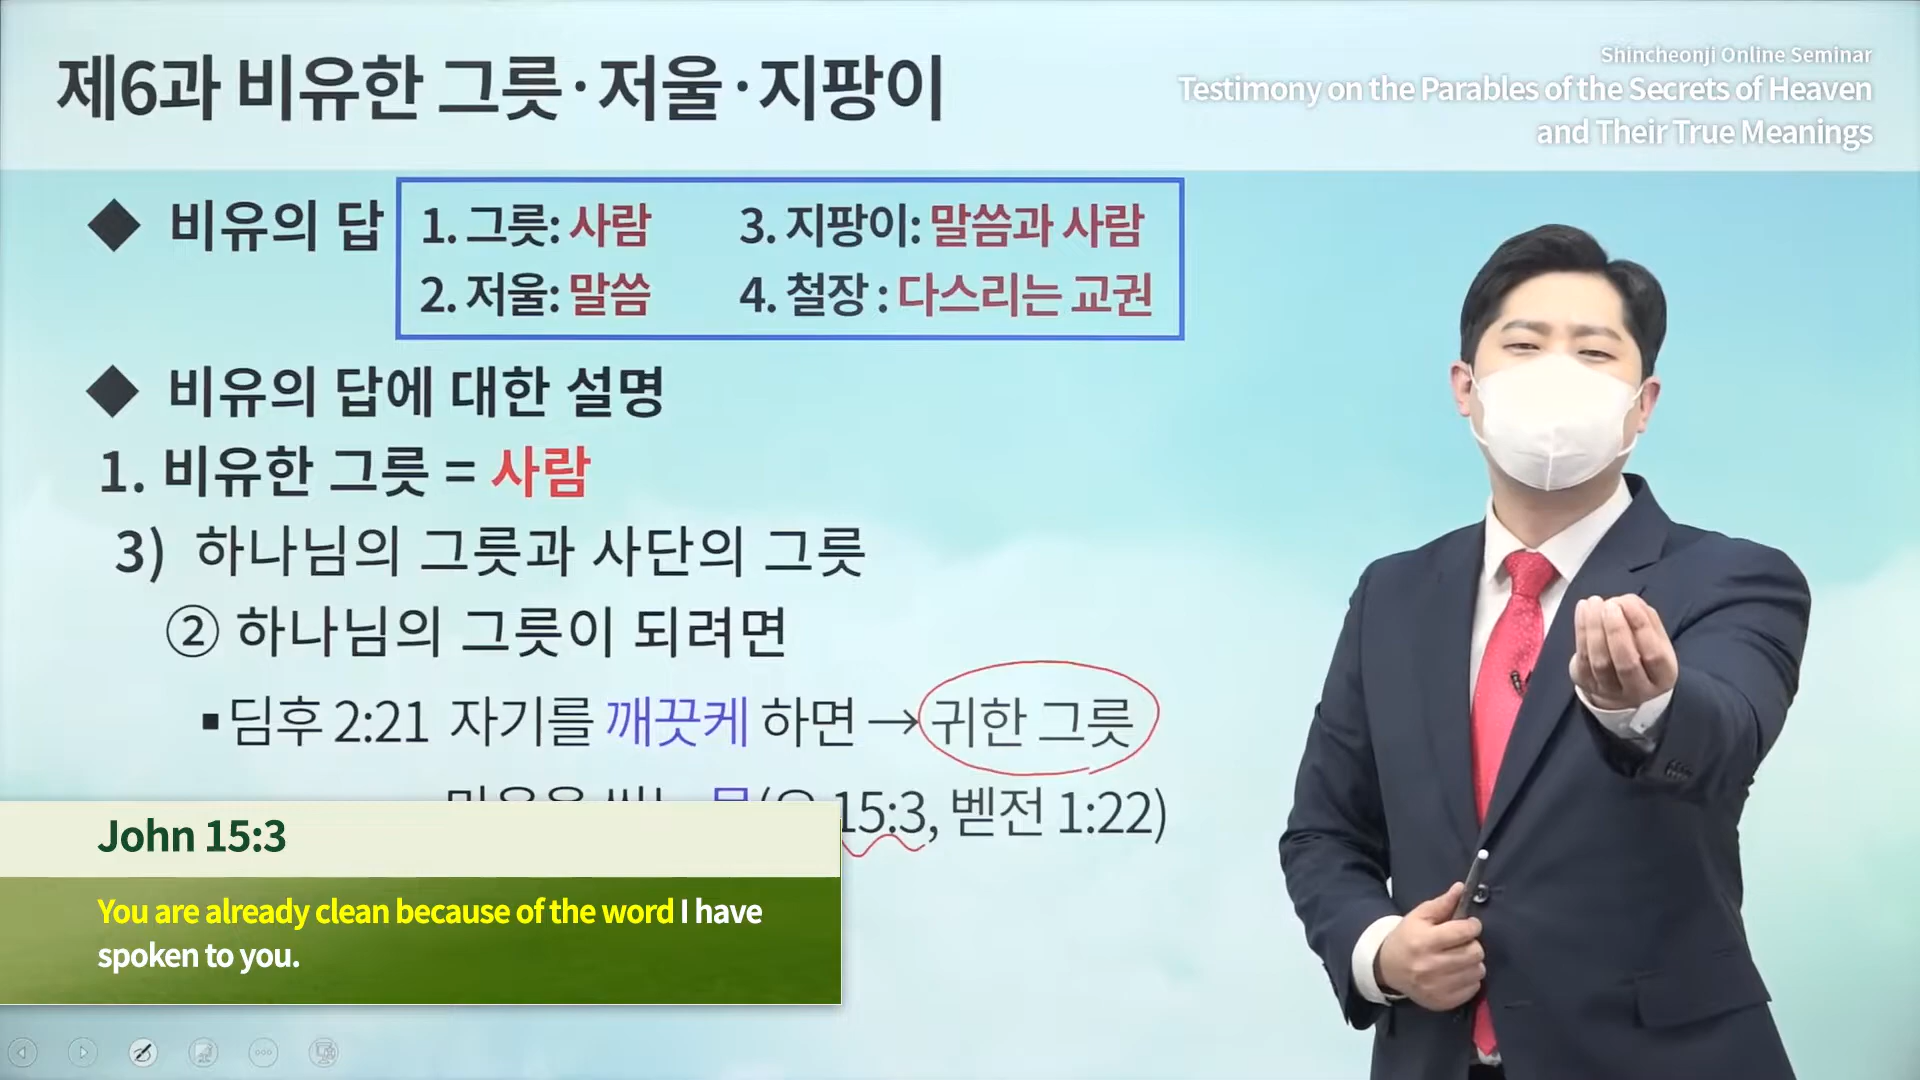 제6과 비유한 그릇·저울·지팡이
Shincheonji Online Seminar
Testimony on the Parables of the Secrets of Heaven
and Their True Meanings
◆ 비유의 답
1. 그릇: 사람
3. 지팡이: 말씀과 사람
2. 저울: 말씀
4. 철장 : 다스리는 교권
◆ 비유의 답에 대한 설명
1. 비유한 그릇 = 사람
3) 하나님의 그릇과 사단의 그릇
② 하나님의 그릇이 되려면
▪딤후 2:21 자기를 깨끗케 하면 → 귀한 그릇
15:3, 벧전 1:22)
John 15:3
You are already clean because of the word I have
spoken to you.